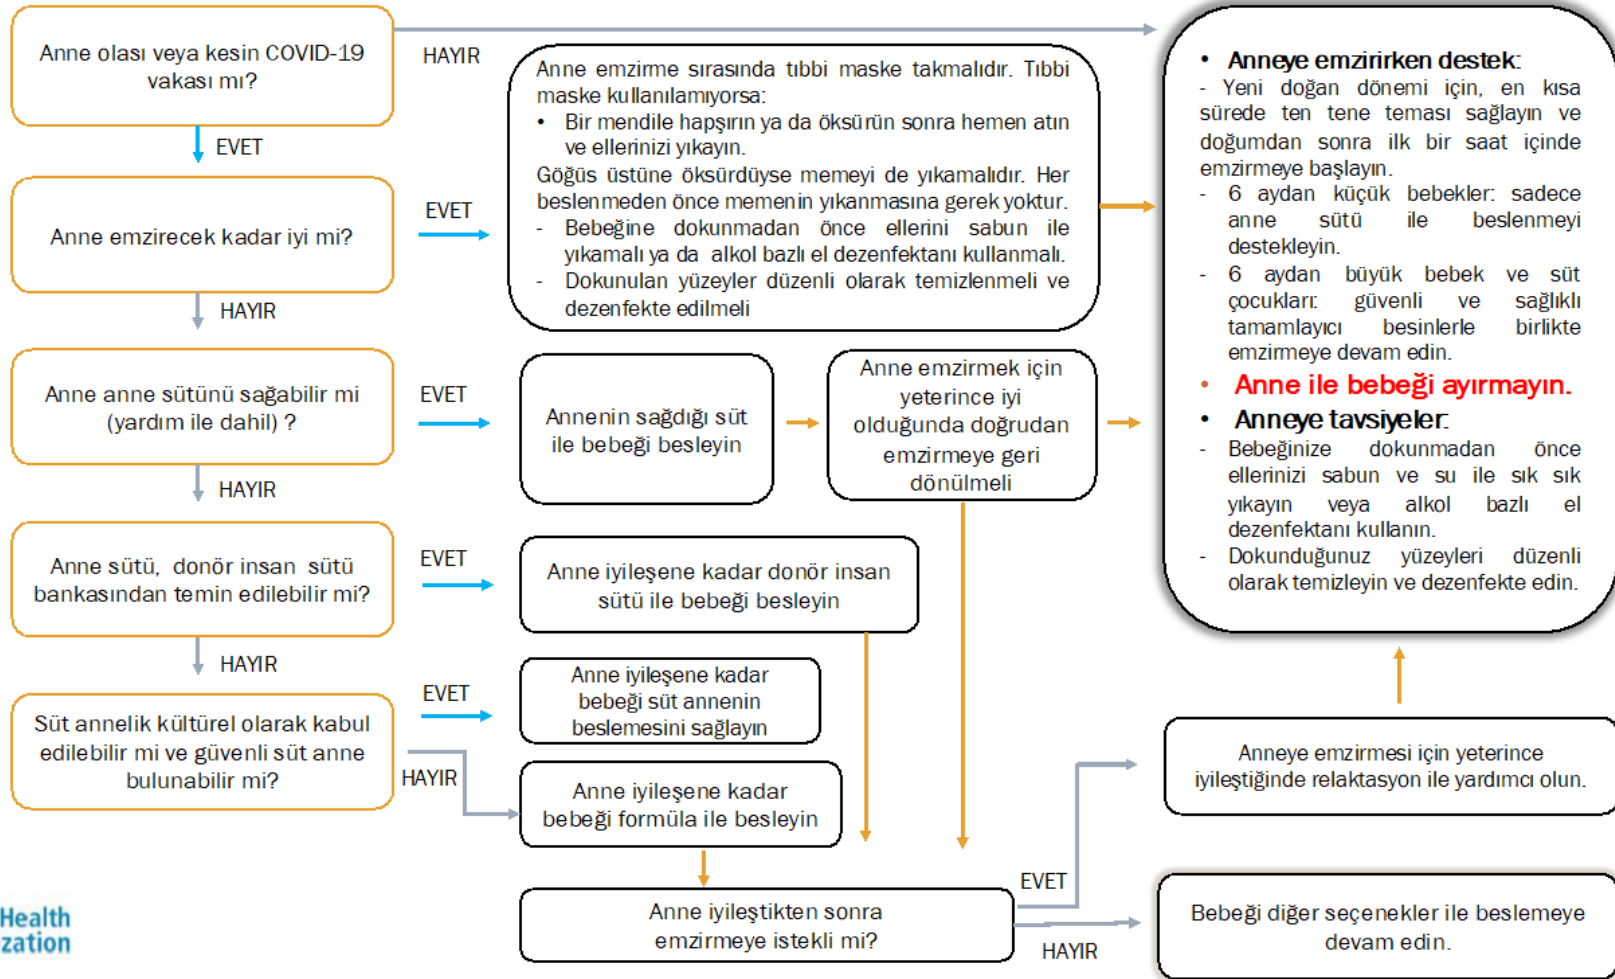 Anne olası veya kesin COVID-19
vakası mı?
HAYIR
EVET
Anne emzirecek kadar iyi mi?
EVET
HAYIR
Anne emzirme sırasında tıbbi maske takmalıdır. Tıbbi
maske kullanılamıyorsa:
• Bir mendile hapşırın ya da öksürün sonra hemen atın
ve ellerinizi yıkayın.
Göğüs üstüne öksürdüyse memeyi de yıkamalıdır. Her
beslenmeden önce memenin yıkanmasına gerek yoktur.
- Bebeğine dokunmadan önce ellerini sabun ile
yıkamalı ya da alkol bazlı el dezenfektanı kullanmalı.
- Dokunulan yüzeyler düzenli olarak temizlenmeli ve
dezenfekte edilmeli
Anne anne sütünü sağabilir mi
(yardım ile dahil) ?
EVET
HAYIR
Annenin sağdığı süt
ile bebeği besleyin
Anne emzirmek için
yeterince iyi
olduğunda doğrudan
emzirmeye geri
dönülmeli
Anne sütü, donör insan sütü
bankasından temin edilebilir mi?
EVET
HAYIR
Anne iyileşene kadar donör insan
sütü ile bebeği besleyin
Süt annelik kültürel olarak kabul
edilebilir mi ve güvenli süt anne
bulunabilir mi?
EVET
HAYIR
Anne iyileşene kadar
bebeği süt annenin
beslemesini sağlayın
Anne iyileşene kadar
bebeği formüla ile besleyin
Anne iyileştikten sonra
emzirmeye istekli mi?
EVET
HAYIR
• Anneye emzirirken destek:
- Yeni doğan dönemi için, en kısa
sürede ten tene teması sağlayın ve
doğumdan sonra ilk bir saat içinde
emzirmeye başlayın.
- 6 aydan küçük bebekler: sadece
anne sütü ile beslenmeyi
destekleyin.
- 6 aydan büyük bebek ve süt
çocukları: güvenli ve sağlıklı
tamamlayıcı besinlerle birlikte
emzirmeye devam edin.
• Anne ile bebeği ayırmayın.
• Anneye tavsiyeler:
- Bebeğinize dokunmadan önce
ellerinizi sabun ve su ile sık sık
yıkayın veya alkol bazlı el
dezenfektanı kullanın.
- Dokunduğunuz yüzeyleri düzenli
olarak temizleyin ve dezenfekte edin.
Anneye emzirmesi için yeterince
iyileştiğinde relaktasyon ile yardımcı olun.
Bebeği diğer seçenekler ile beslemeye
devam edin.
Health
zation